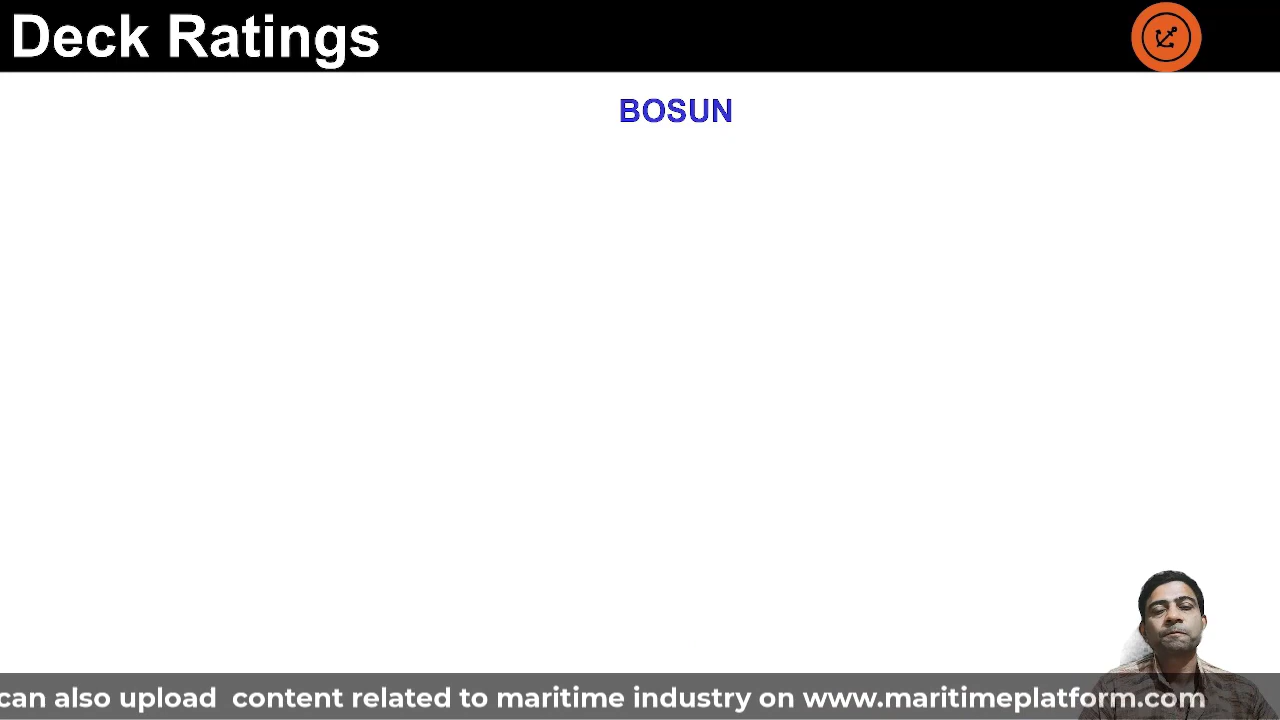 Deck Ratings
BOSUN
can also upload content related to maritime industry on www.maritimeplatform.com